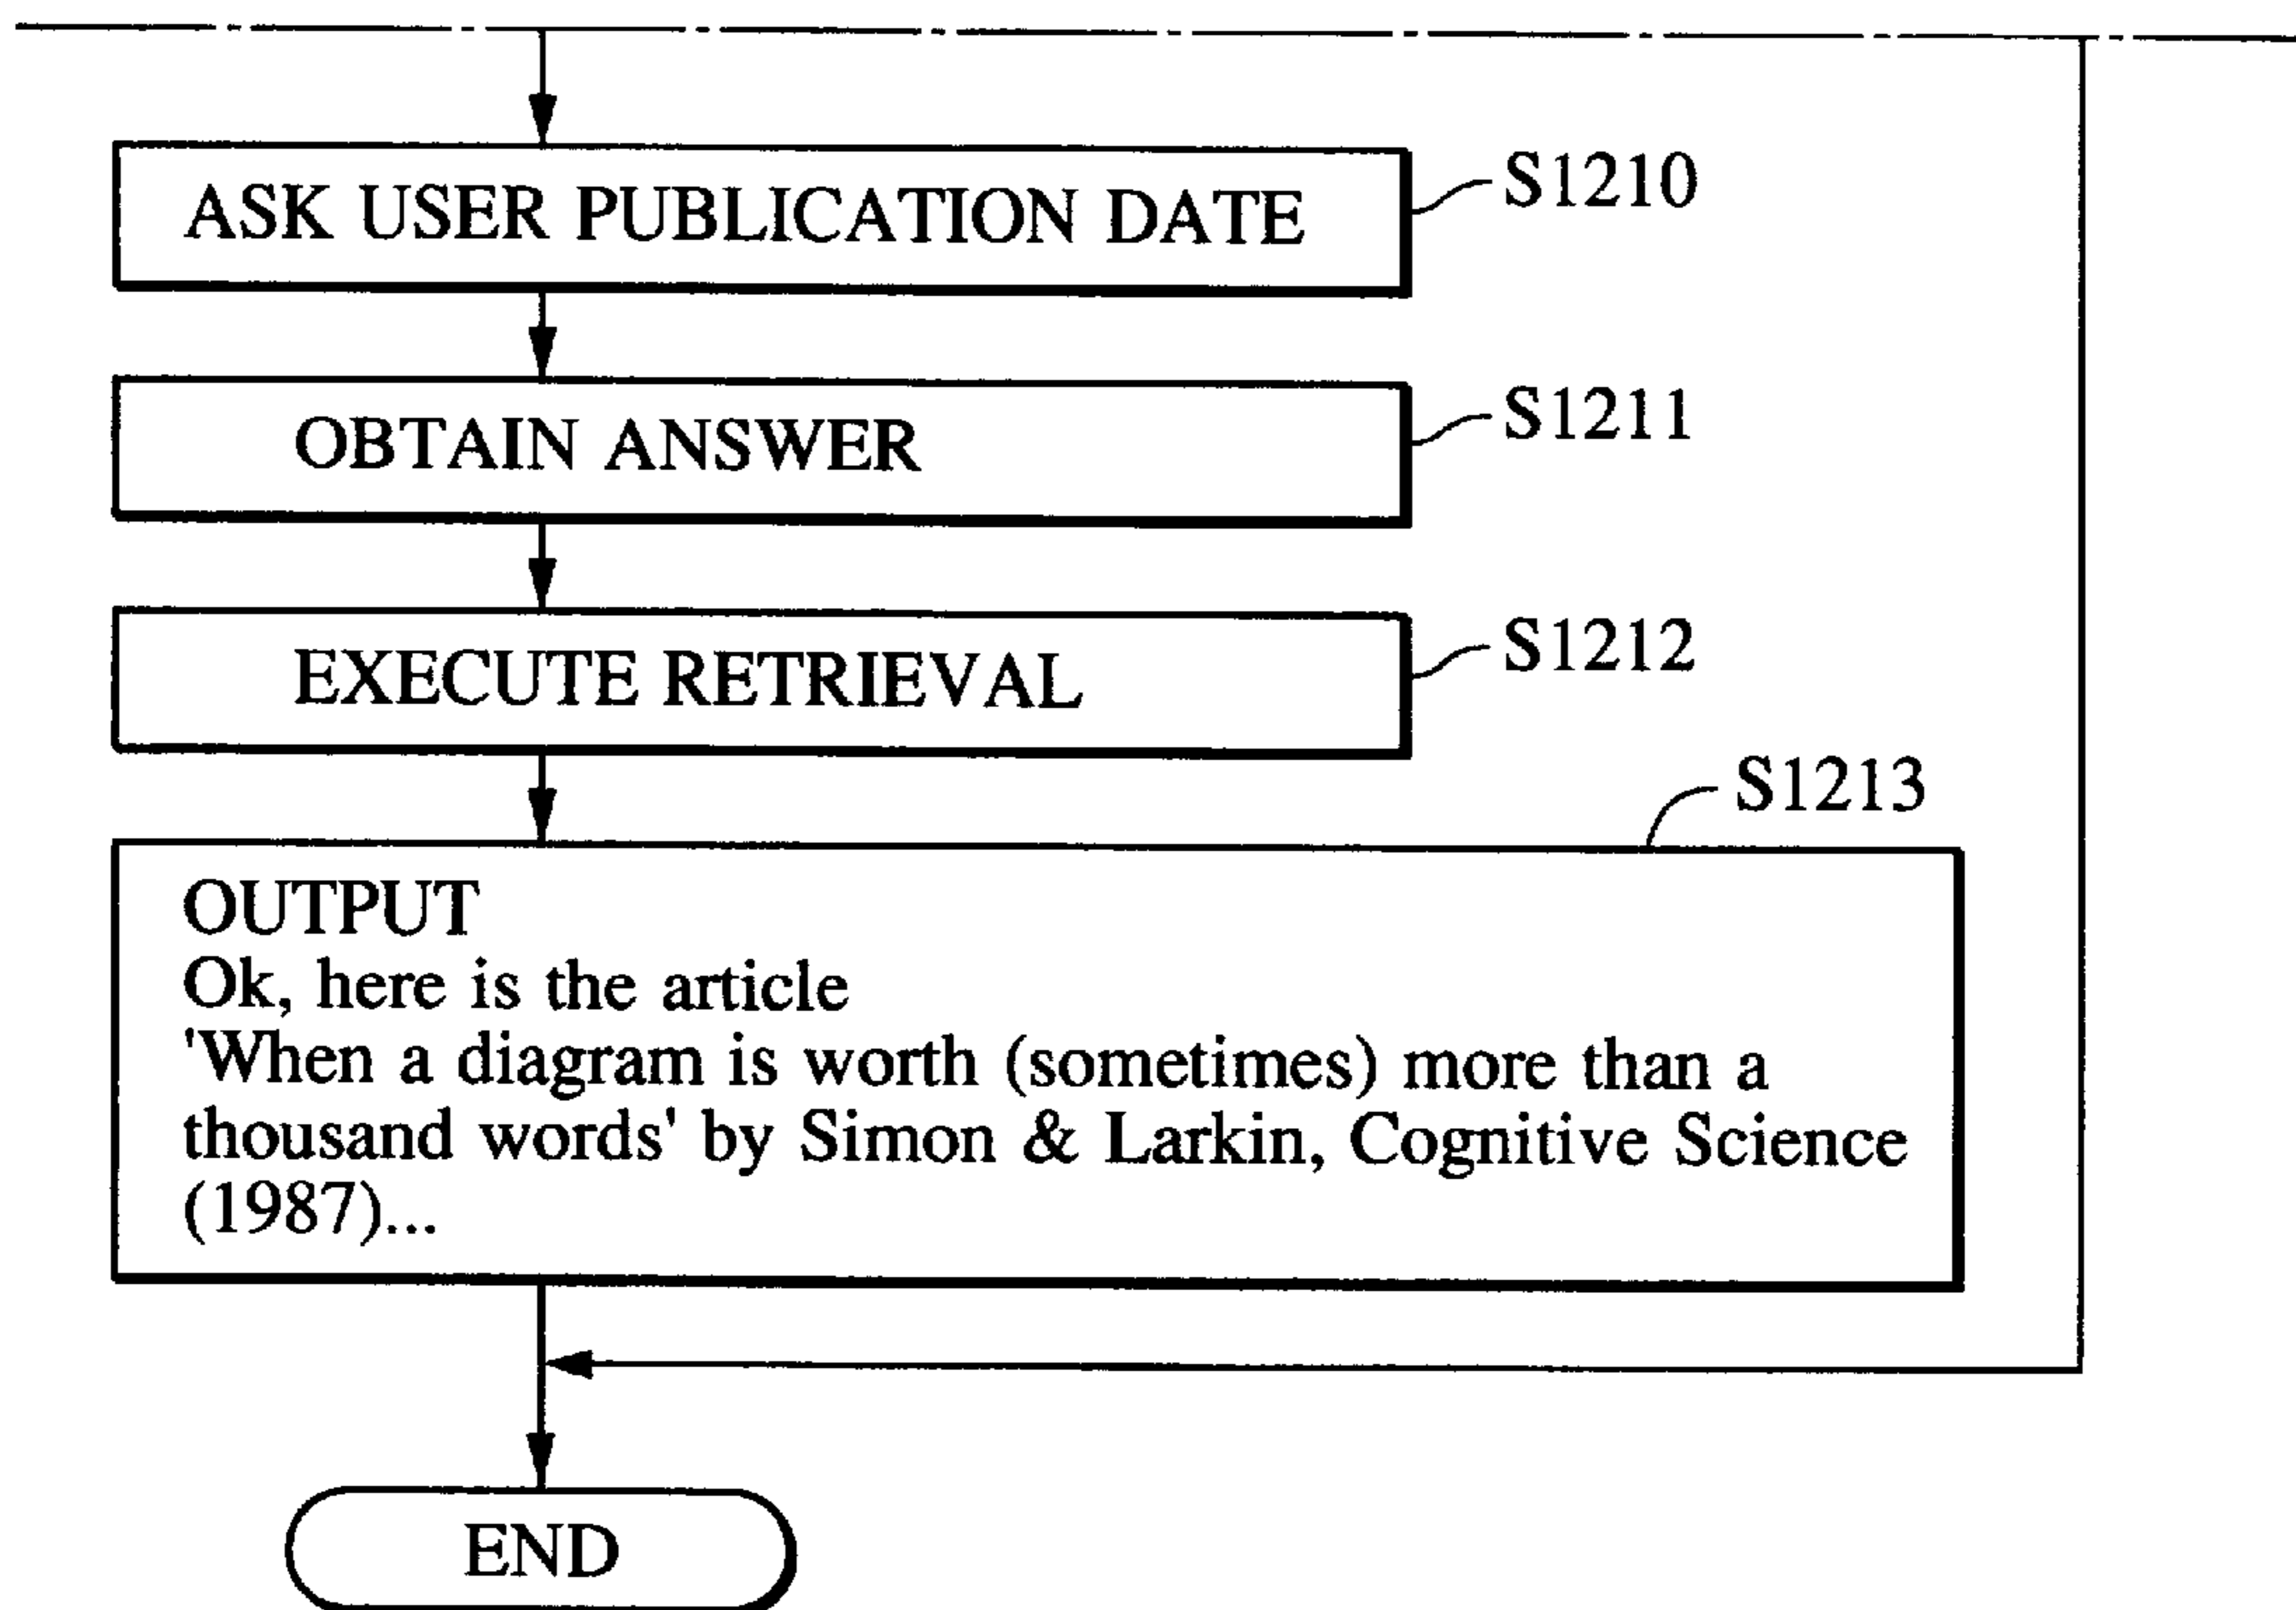 ASK USER PUBLICATION DATE
S1210
OBTAIN ANSWER
S1211
EXECUTE RETRIEVAL
S1212
S1213
OUTPUT
Ok, here is the article
'When a diagram is worth (sometimes) more than a
thousand words' by Simon & Larkin, Cognitive Science
(1987)...
END